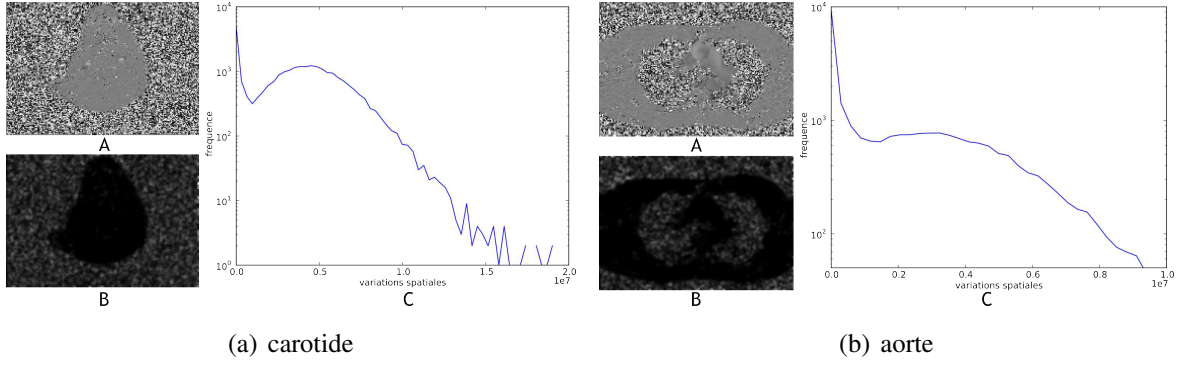 A
B
frequence
10^4
10^3
10^2
10^1
10^0
0.0 0.5 1.0 1.5 2.0
1e7
variations spatiales
C
A
B
frequence
10^4
10^3
10^2
0.0 0.2 0.4 0.6 0.8 1.0
1e7
variations spatiales
C
(a) carotide
(b) aorte